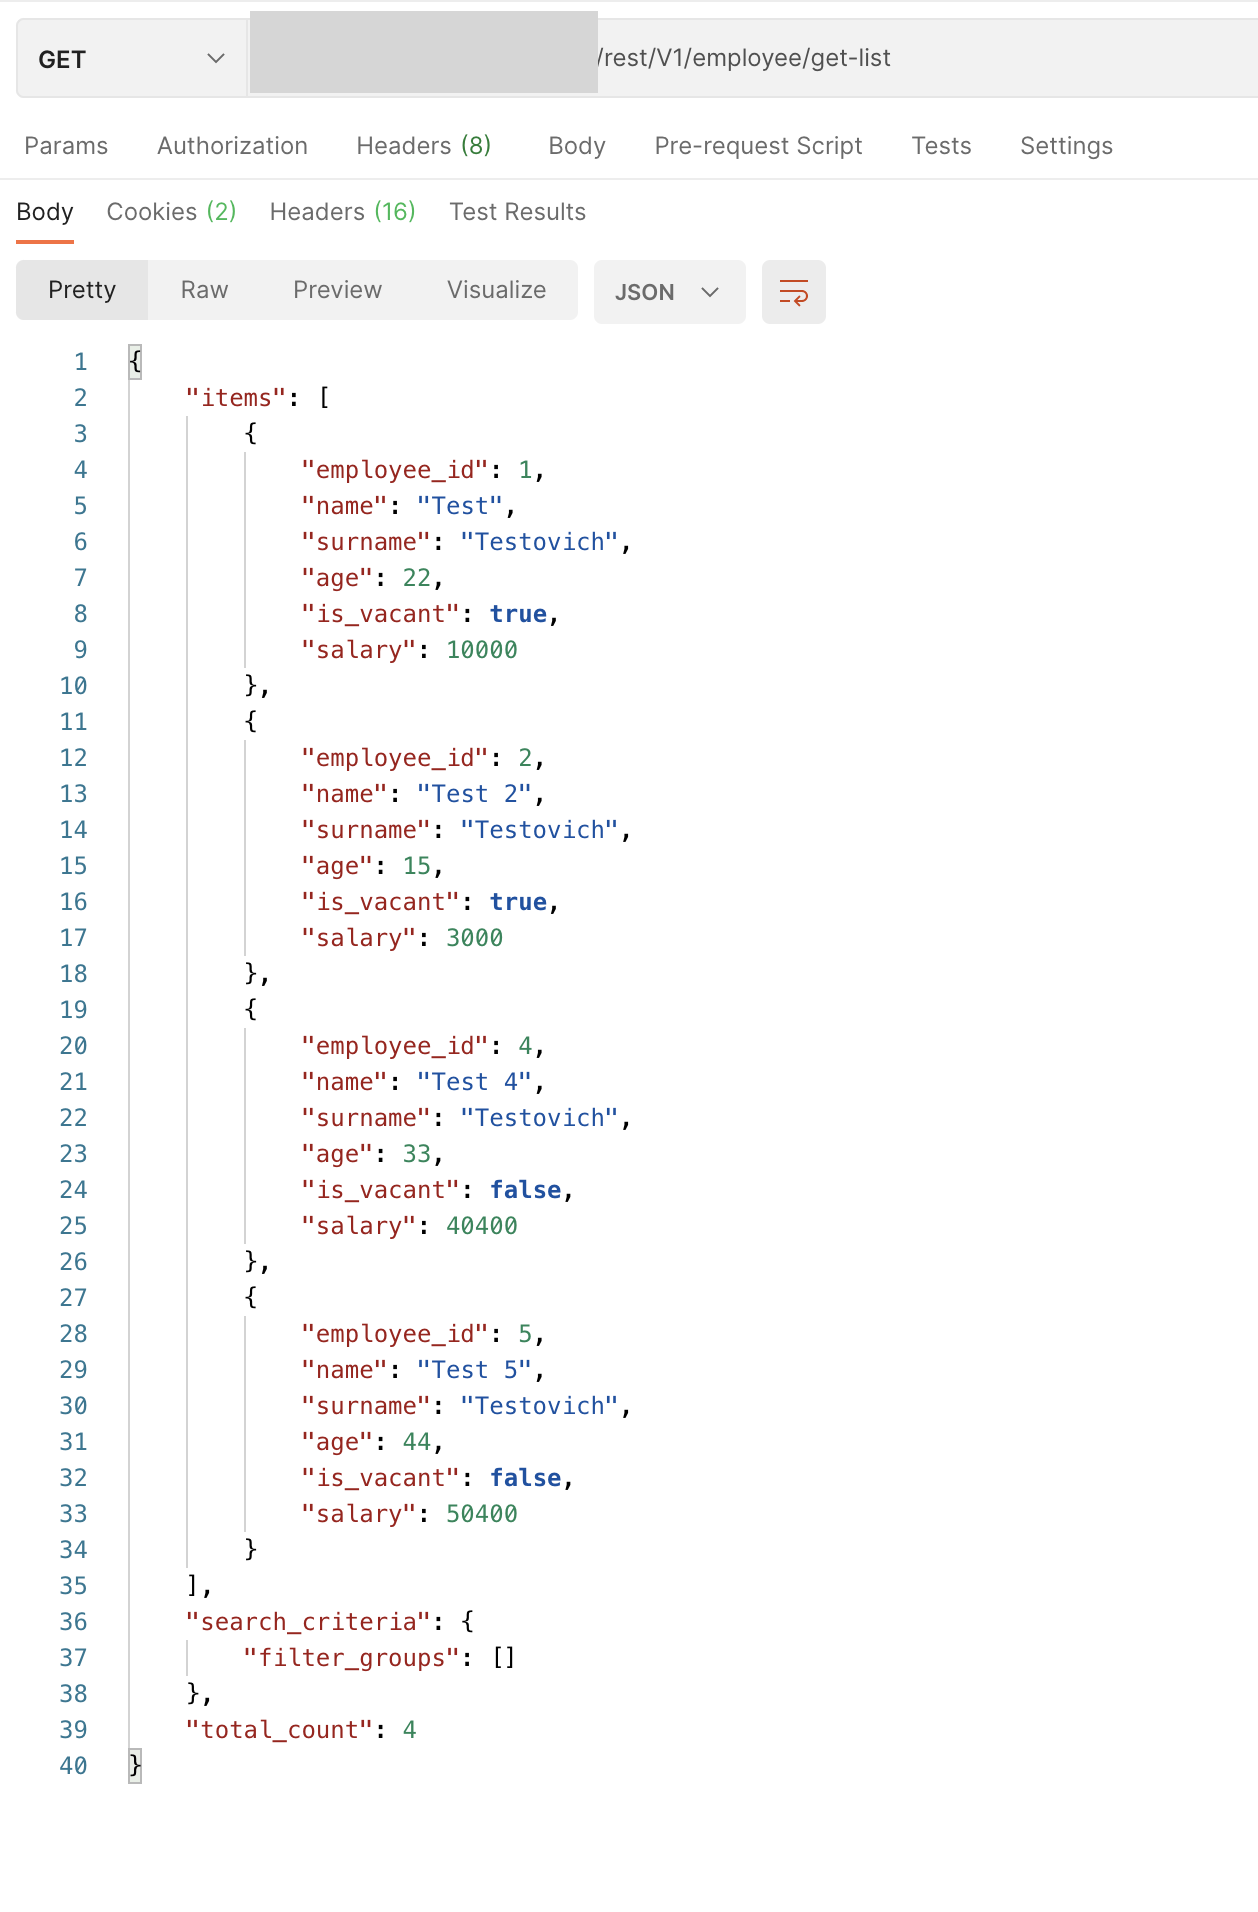 GET /rest/V1/employee/get-list
Params Authorization Headers (8) Body Pre-request Script Tests Settings
Body Cookies (2) Headers (16) Test Results
Pretty Raw Preview Visualize JSON
1 {
2 "items": [
3 {
4 "employee_id": 1,
5 "name": "Test",
6 "surname": "Testovich",
7 "age": 22,
8 "is_vacant": true,
9 "salary": 10000
10 },
11 {
12 "employee_id": 2,
13 "name": "Test 2",
14 "surname": "Testovich",
15 "age": 15,
16 "is_vacant": true,
17 "salary": 3000
18 },
19 {
20 "employee_id": 4,
21 "name": "Test 4",
22 "surname": "Testovich",
23 "age": 33,
24 "is_vacant": false,
25 "salary": 40400
26 },
27 {
28 "employee_id": 5,
29 "name": "Test 5",
30 "surname": "Testovich",
31 "age": 44,
32 "is_vacant": false,
33 "salary": 50400
34 }
35 ],
36 "search_criteria": {
37 "filter_groups": []
38 },
39 "total_count": 4
40 }